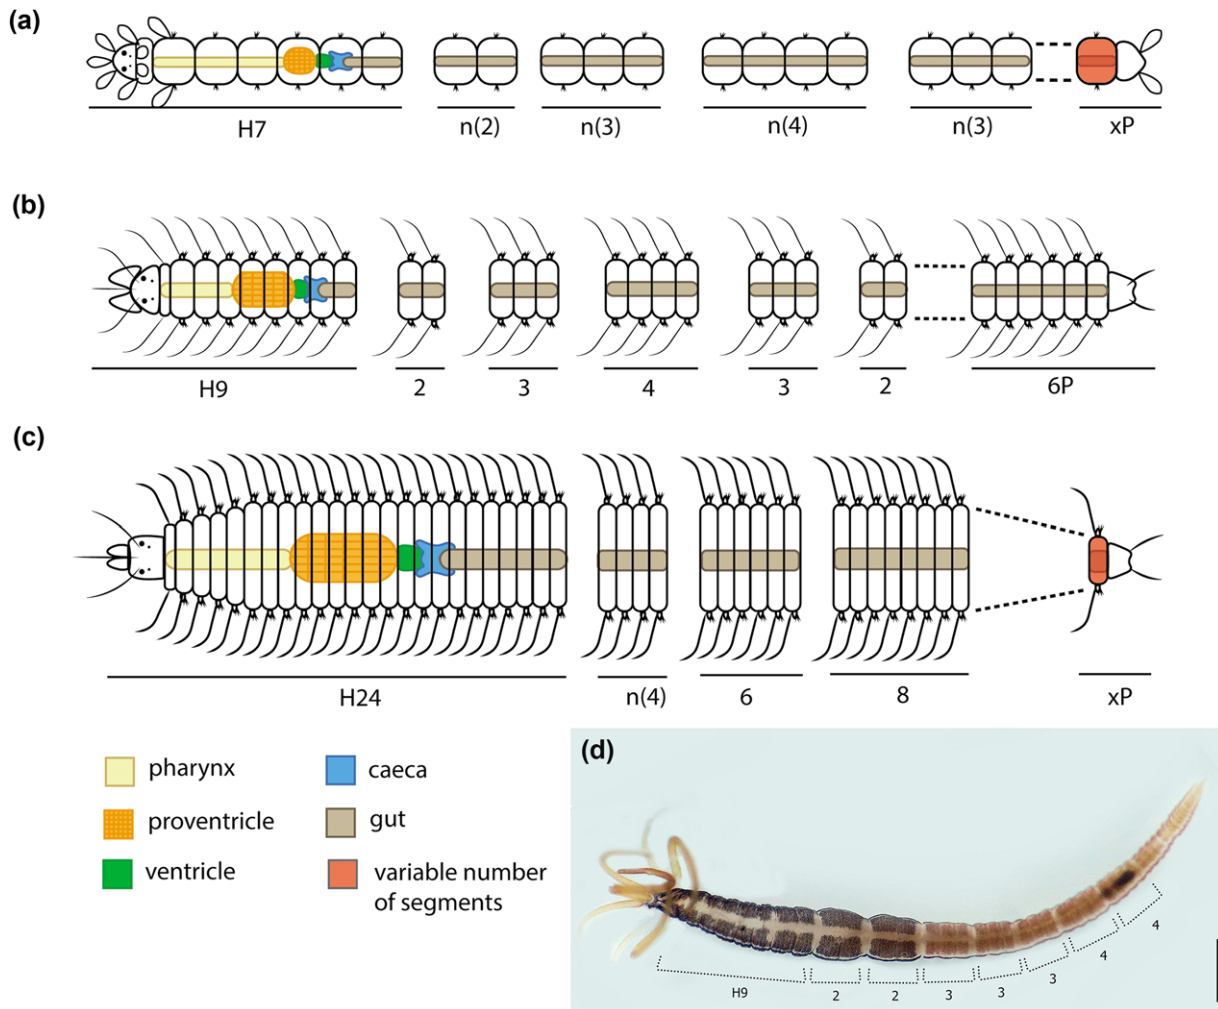 (a)
H7 n(2) n(3) n(4) n(3) xP
(b)
H9 2 3 4 3 2 6P
(c)
H24 n(4) 6 8 xP
pharynx
proventricle
ventricle
caeca
gut
variable number
of segments
(d)
H9 2 2 3 3 3 4 4